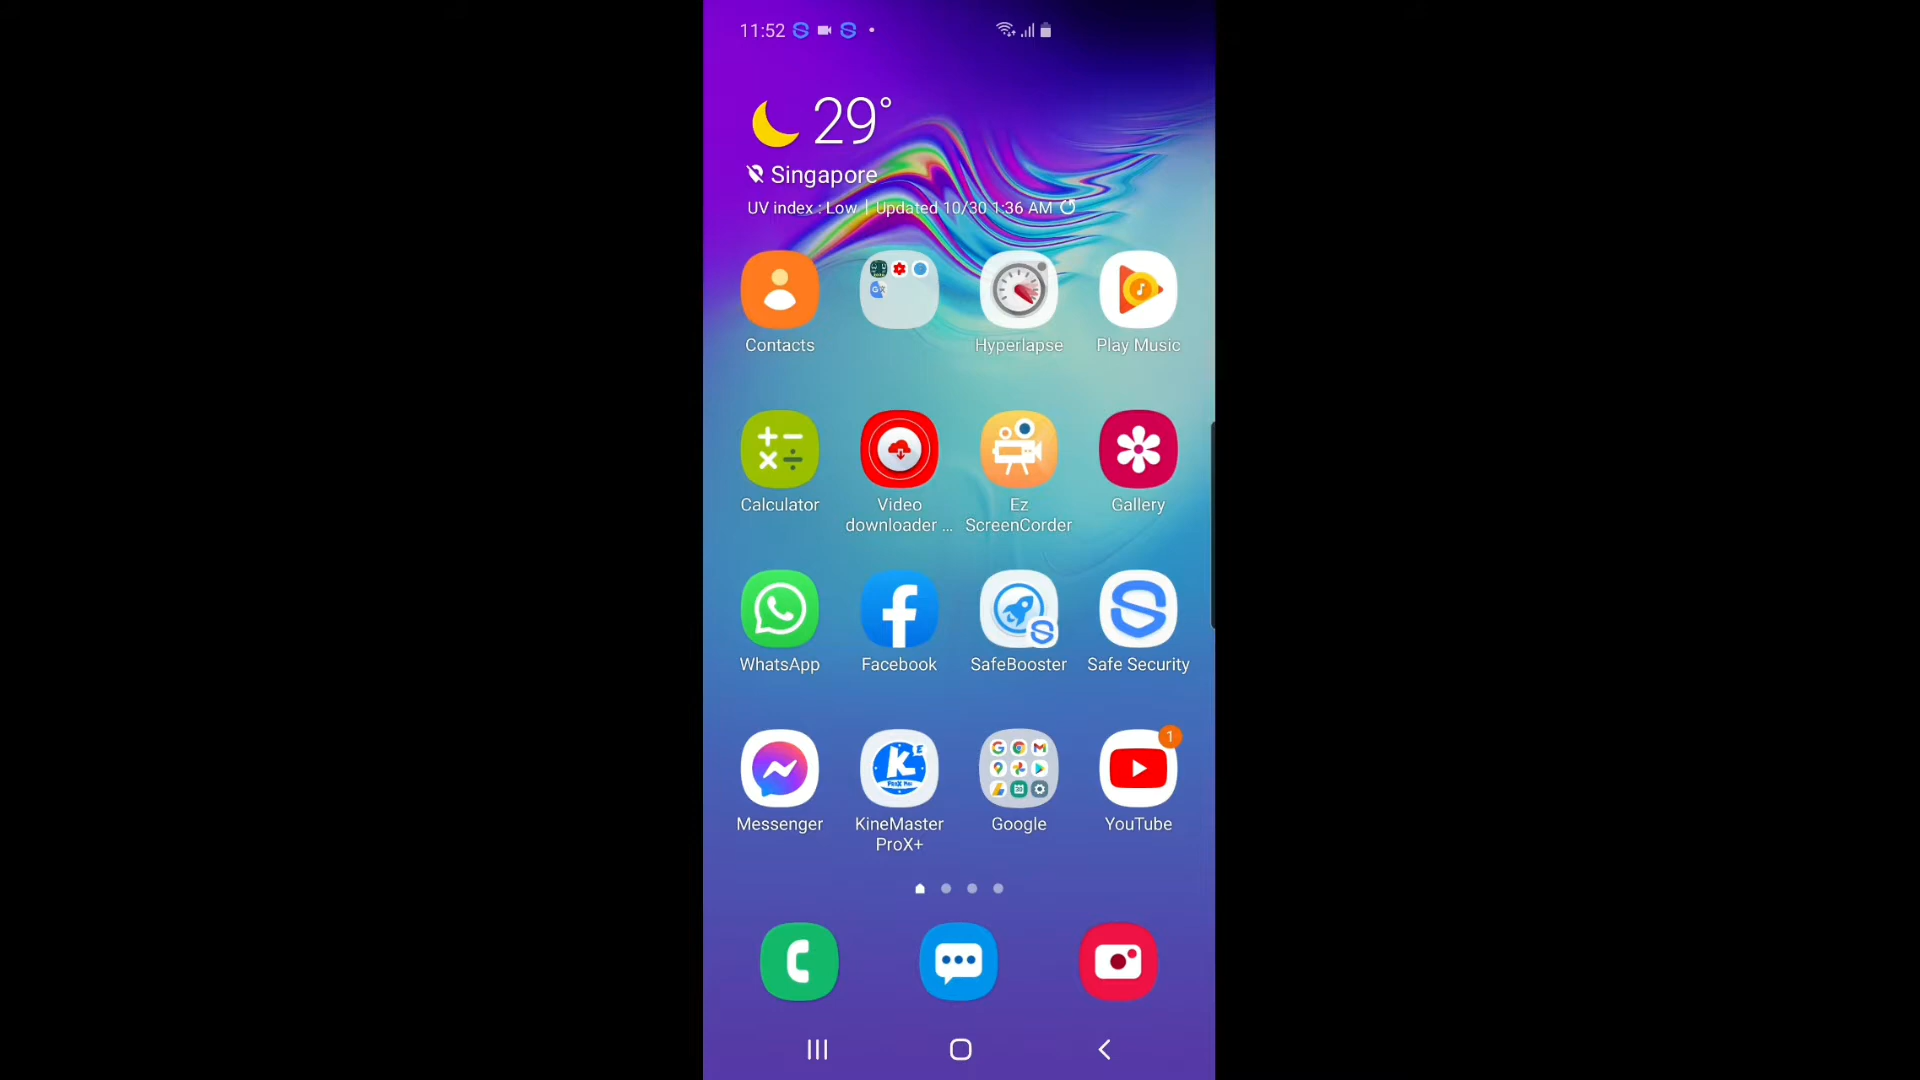 11:52
29°
Singapore
UV index : Low | Updated 10/30 1:36 AM
Contacts
Hyperlapse
Play Music
Calculator
Video
downloader ...
Ez
ScreenCorder
Gallery
WhatsApp
Facebook
SafeBooster
Safe Security
1
Messenger
KineMaster
ProX+
Google
YouTube